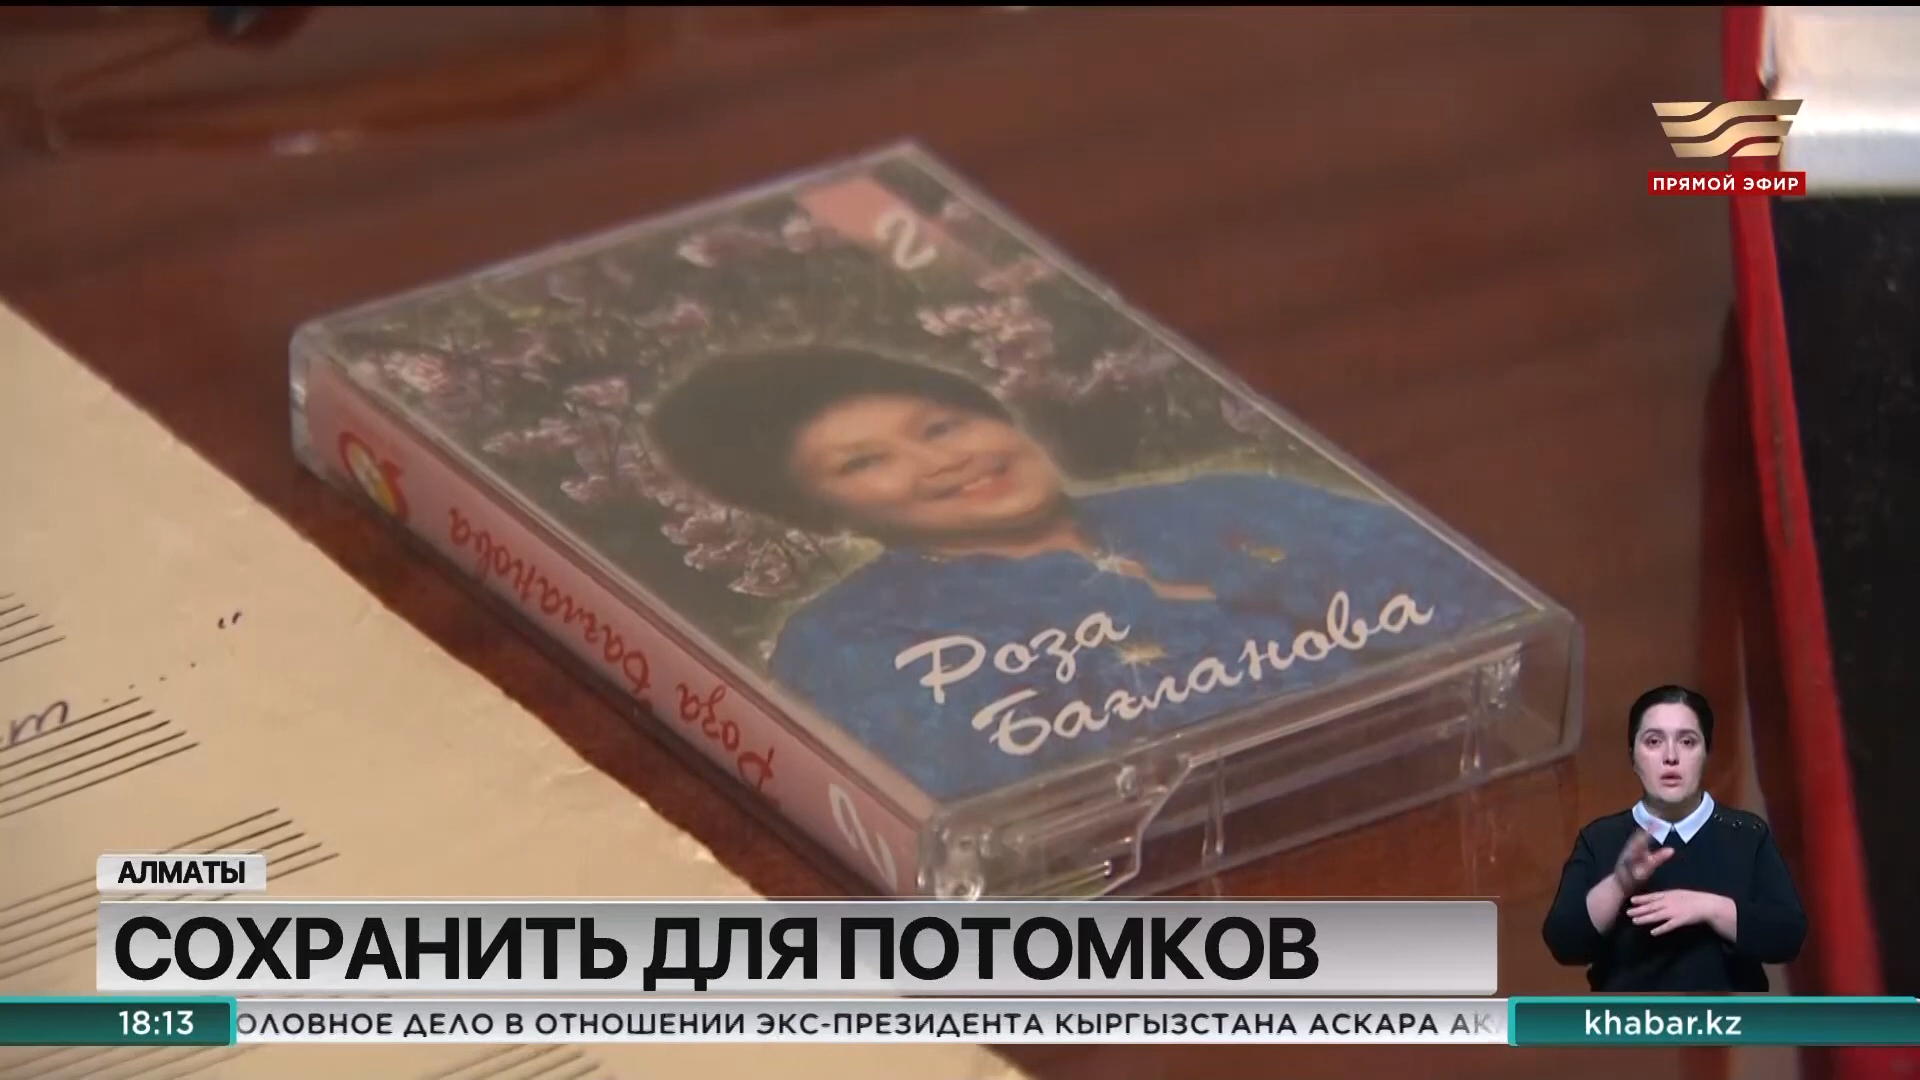 ПРЯМОЙ ЭФИР
2
Роза
Багланова
Роза Багланова
2
АЛМАТЫ
СОХРАНИТЬ ДЛЯ ПОТОМКОВ
18:13
ОЛОВНОЕ ДЕЛО В ОТНОШЕНИИ ЭКС-ПРЕЗИДЕНТА КЫРГЫЗСТАНА АСКАРА АК
khabar.kz